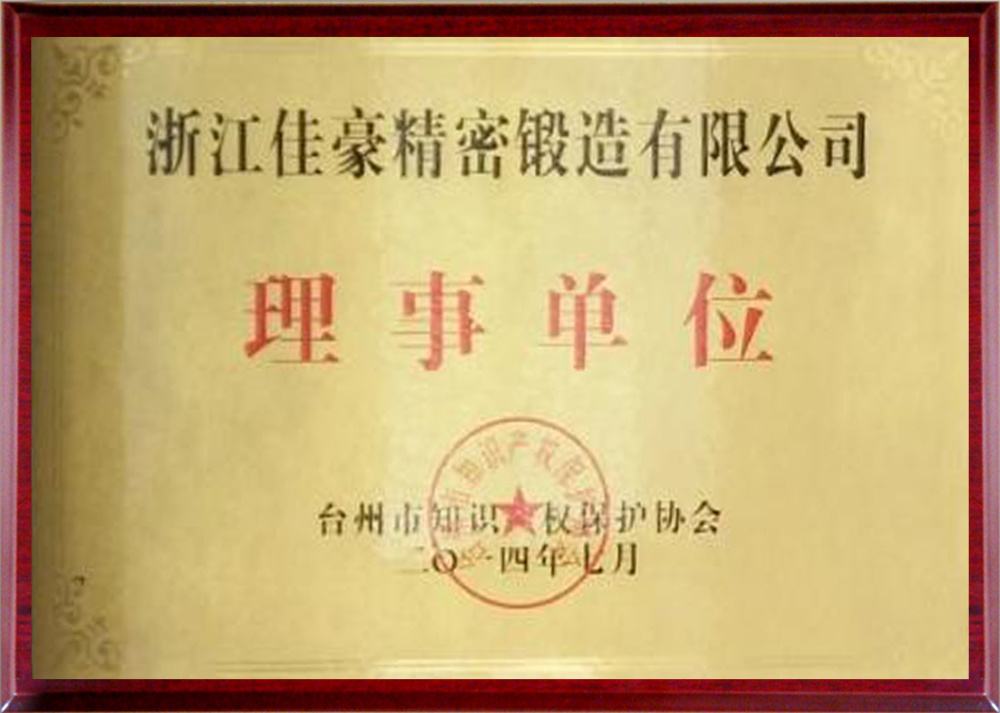 浙江佳豪精密锻造有限公司
理事单位
台州市知识产权保护协会
二〇一四年七月